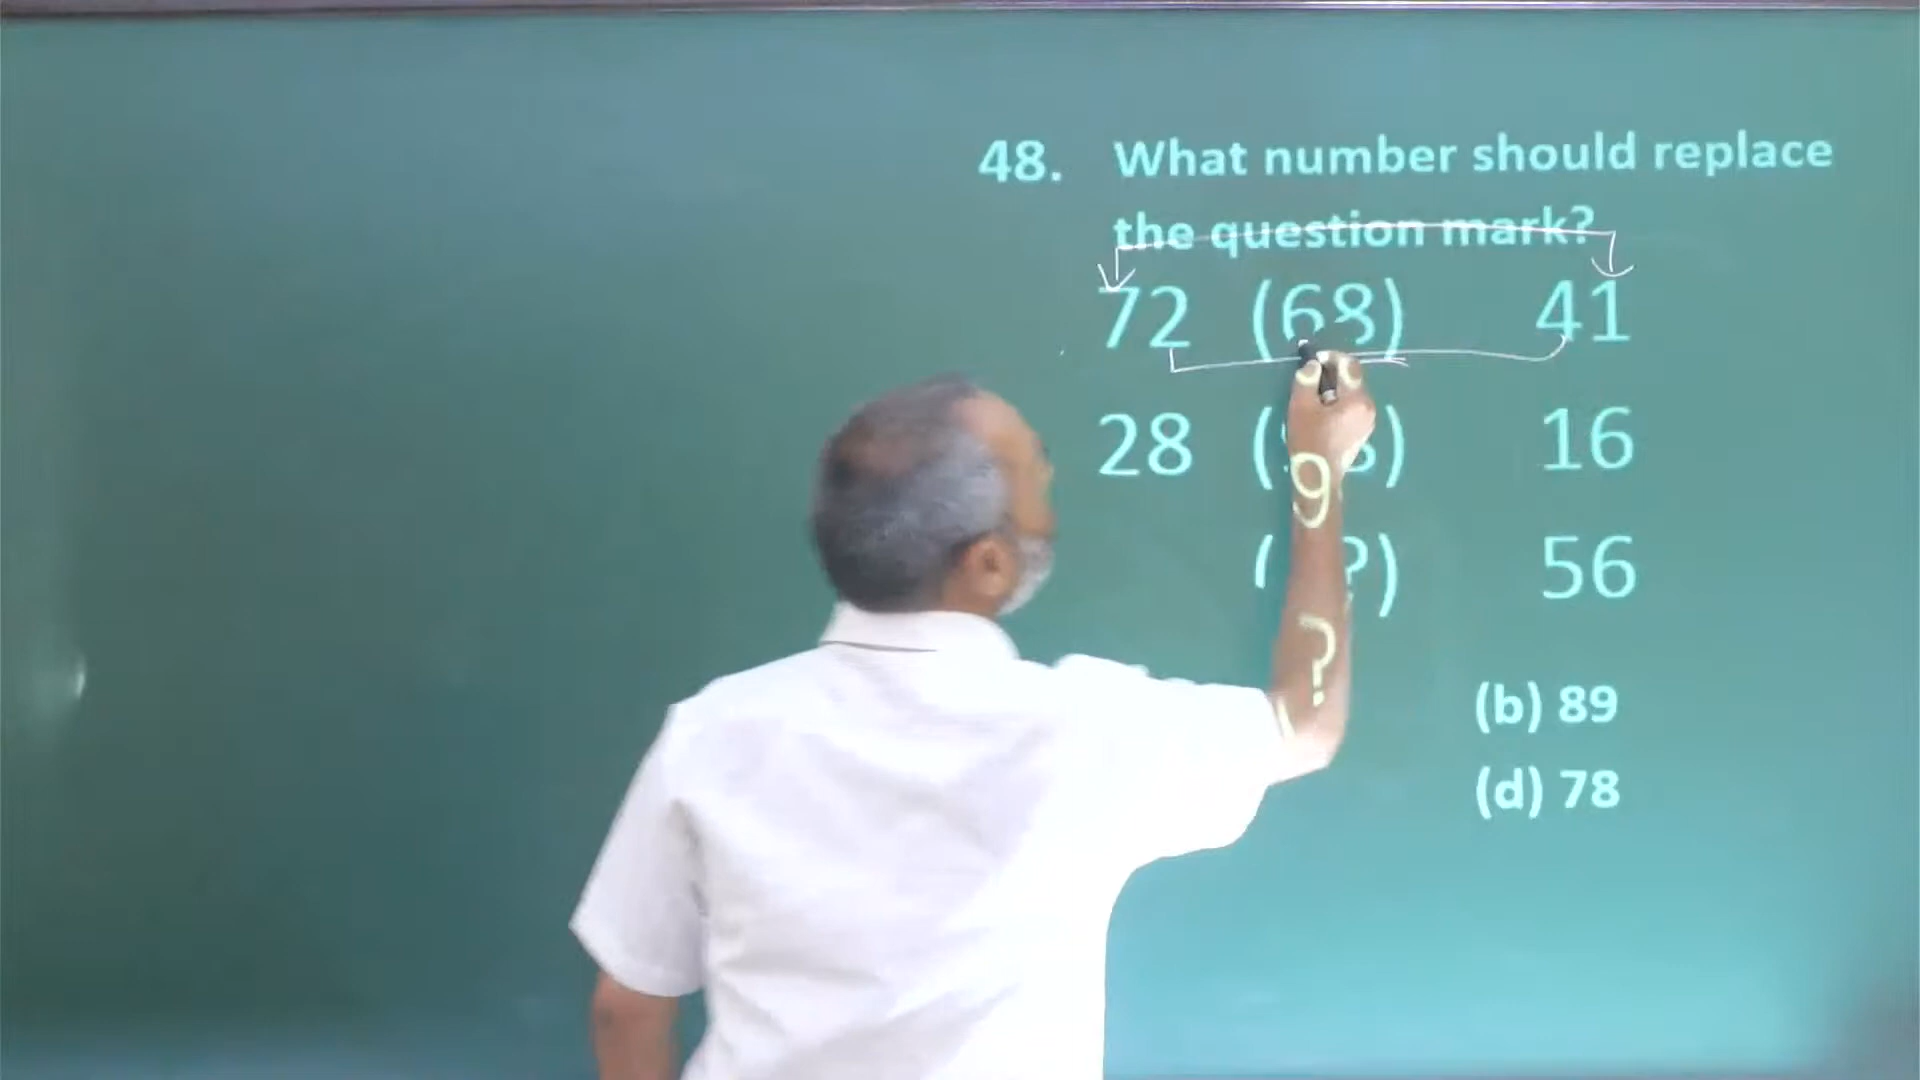 48. What number should replace
the question mark?
72 (68) 41
28 16
?) 56
(b) 89
(d) 78